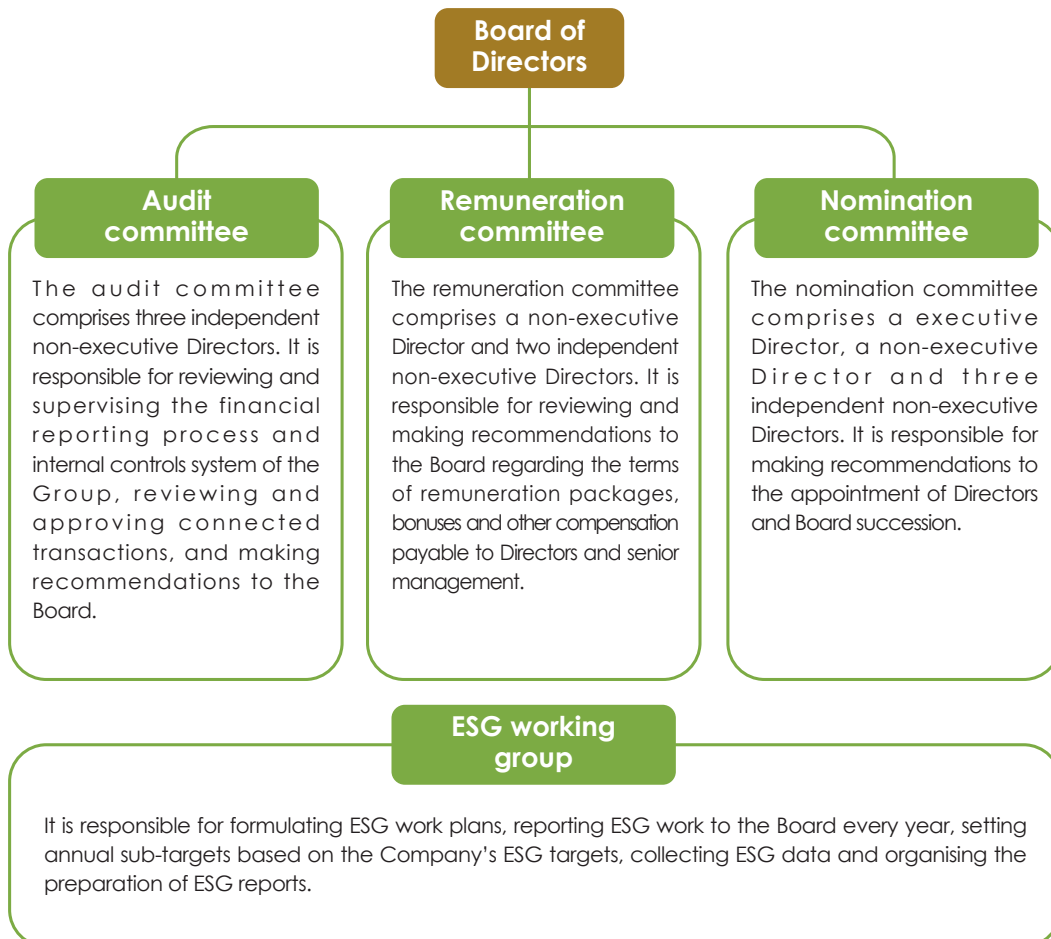 Board of
Directors
Audit
committee
The audit committee
comprises three independent
non-executive Directors. It is
responsible for reviewing and
supervising the financial
reporting process and
internal controls system of the
Group, reviewing and
approving connected
transactions, and making
recommendations to the
Board.
Remuneration
committee
The remuneration committee
comprises a non-executive
Director and two independent
non-executive Directors. It is
responsible for reviewing and
making recommendations to
the Board regarding the terms
of remuneration packages,
bonuses and other compensation
payable to Directors and senior
management.
Nomination
committee
The nomination committee
comprises a executive
Director, a non-executive
Director and three
independent non-executive
Directors. It is responsible for
making recommendations to
the appointment of Directors
and Board succession.
ESG working
group
It is responsible for formulating ESG work plans, reporting ESG work to the Board every year, setting
annual sub-targets based on the Company's ESG targets, collecting ESG data and organising the
preparation of ESG reports.